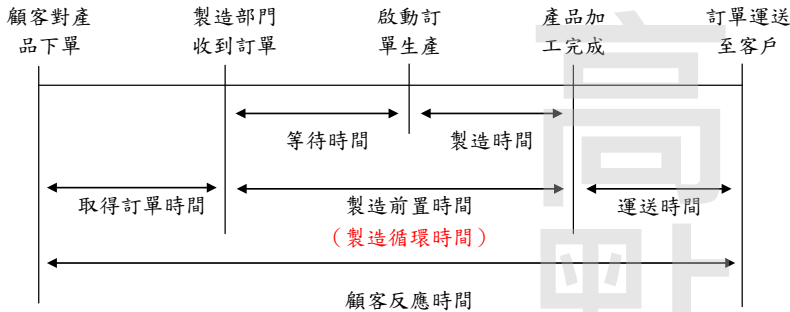 顧客對產
品下單
製造部門
收到訂單
啟動訂
單生產
產品加
工完成
訂單運送
至客戶
等待時間
製造時間
取得訂單時間
製造前置時間
運送時間
（製造循環時間）
顧客反應時間
高